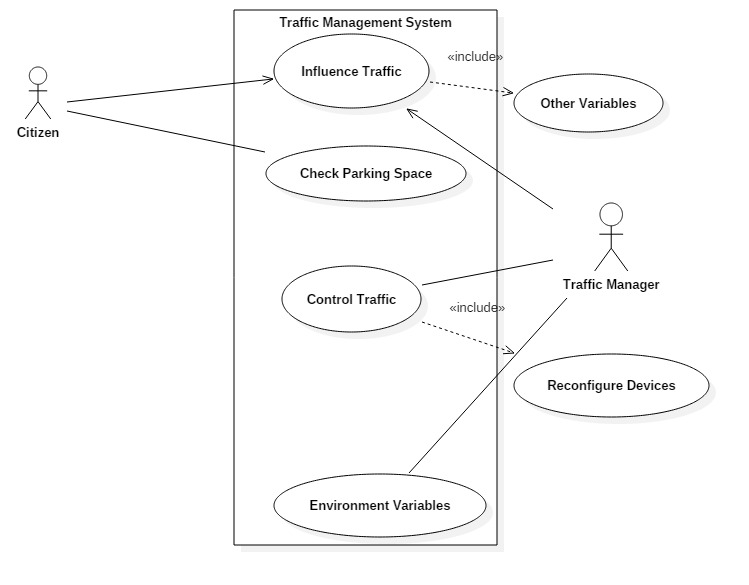 Traffic Management System
Influence Traffic
«include»
Other Variables
Citizen
Check Parking Space
Traffic Manager
Control Traffic
«include»
Reconfigure Devices
Environment Variables